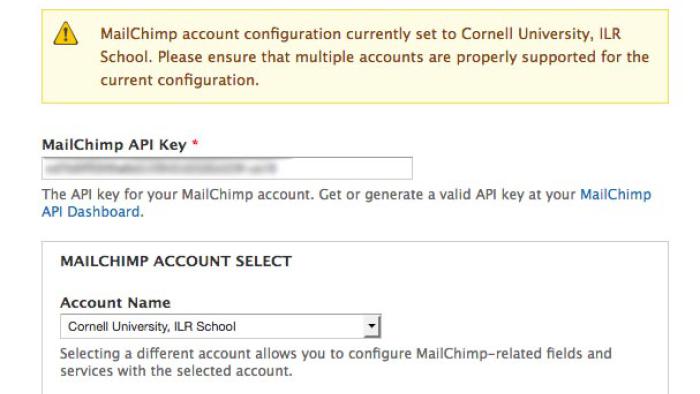 MailChimp account configuration currently set to Cornell University, ILR
School. Please ensure that multiple accounts are properly supported for the
current configuration.
MailChimp API Key *
The API key for your MailChimp account. Get or generate a valid API key at your MailChimp
API Dashboard.
MAILCHIMP ACCOUNT SELECT
Account Name
Cornell University, ILR School
Selecting a different account allows you to configure MailChimp-related fields and
services with the selected account.